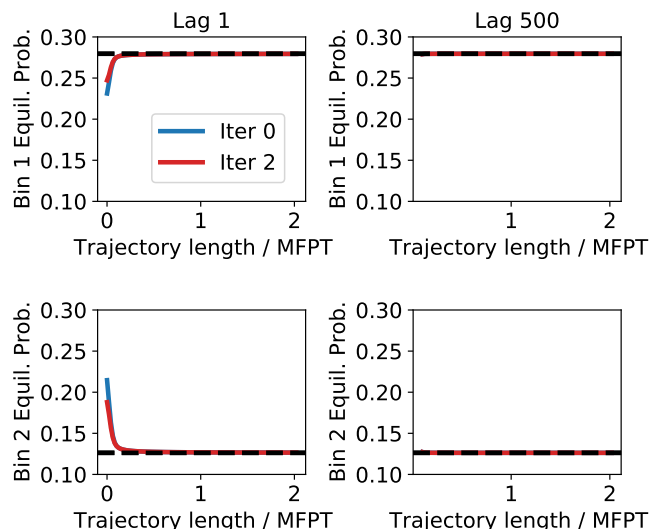 Lag 1
Lag 500
Bin 1 Equil. Prob.
0.30
0.25
0.20
0.15
0.10
Iter 0
Iter 2
0 1 2
Trajectory length / MFPT
Bin 1 Equil. Prob.
0.30
0.25
0.20
0.15
0.10
1 2
Trajectory length / MFPT
Bin 2 Equil. Prob.
0.30
0.25
0.20
0.15
0.10
0 1 2
Trajectory length / MFPT
Bin 2 Equil. Prob.
0.30
0.25
0.20
0.15
0.10
1 2
Trajectory length / MFPT